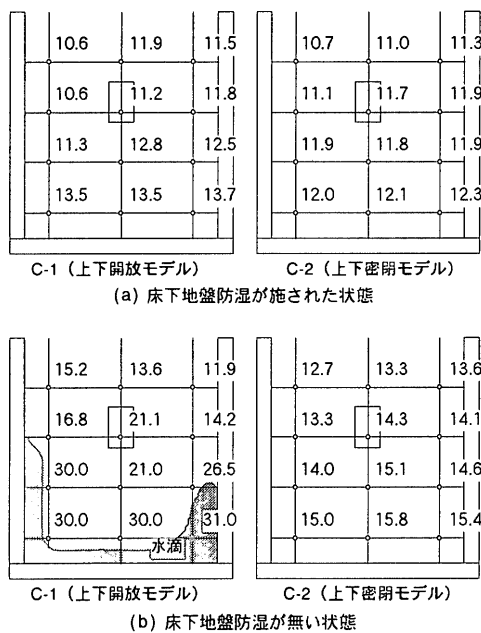 10.6 11.9 11.5 10.7 11.0 11.3
10.6 11.2 11.8 11.1 11.7 11.9
11.3 12.8 12.5 11.9 11.8 11.9
13.5 13.5 13.7 12.0 12.1 12.3
C-1（上下開放モデル） C-2（上下密閉モデル）
(a) 床下地盤防湿が施された状態
15.2 13.6 11.9 12.7 13.3 13.6
16.8 21.1 14.2 13.3 14.3 14.1
30.0 21.0 26.5 14.0 15.1 14.6
30.0 30.0 31.0 15.0 15.8 15.4
水滴
C-1（上下開放モデル） C-2（上下密閉モデル）
(b) 床下地盤防湿が無い状態